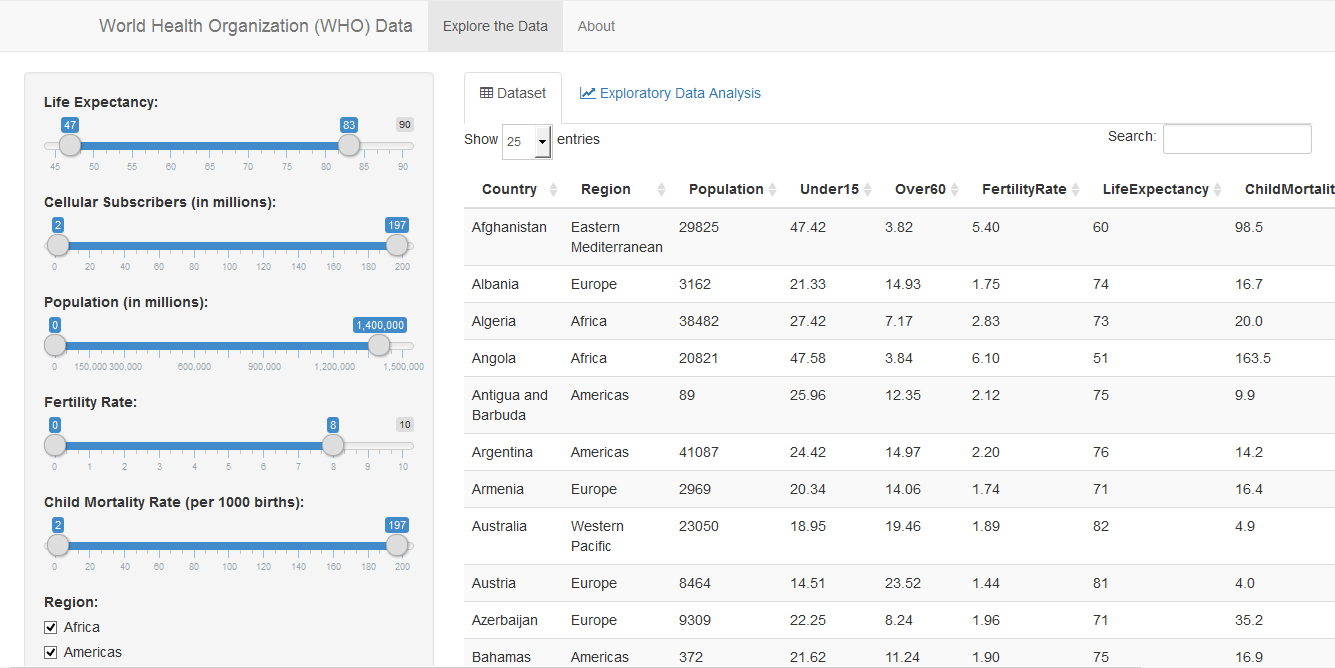 World Health Organization (WHO) Data Explore the Data About
Life Expectancy:
47 83 90
45 50 55 60 65 70 75 80 85 90
Cellular Subscribers (in millions):
2 197
0 20 40 60 80 100 120 140 160 180 200
Population (in millions):
0 1,400,000
0 150,000 300,000 600,000 900,000 1,200,000 1,500,000
Fertility Rate:
0 8 10
0 1 2 3 4 5 6 7 8 9 10
Child Mortality Rate (per 1000 births):
2 197
0 20 40 60 80 100 120 140 160 180 200
Region:
Africa
Americas
Dataset Exploratory Data Analysis
Show 25 entries Search:
Country Region Population Under15 Over60 FertilityRate LifeExpectancy ChildMortalit
Afghanistan Eastern 29825 47.42 3.82 5.40 60 98.5
Mediterranean
Albania Europe 3162 21.33 14.93 1.75 74 16.7
Algeria Africa 38482 27.42 7.17 2.83 73 20.0
Angola Africa 20821 47.58 3.84 6.10 51 163.5
Antigua and Americas 89 25.96 12.35 2.12 75 9.9
Barbuda
Argentina Americas 41087 24.42 14.97 2.20 76 14.2
Armenia Europe 2969 20.34 14.06 1.74 71 16.4
Australia Western 23050 18.95 19.46 1.89 82 4.9
Pacific
Austria Europe 8464 14.51 23.52 1.44 81 4.0
Azerbaijan Europe 9309 22.25 8.24 1.96 71 35.2
Bahamas Americas 372 21.62 11.24 1.90 75 16.9